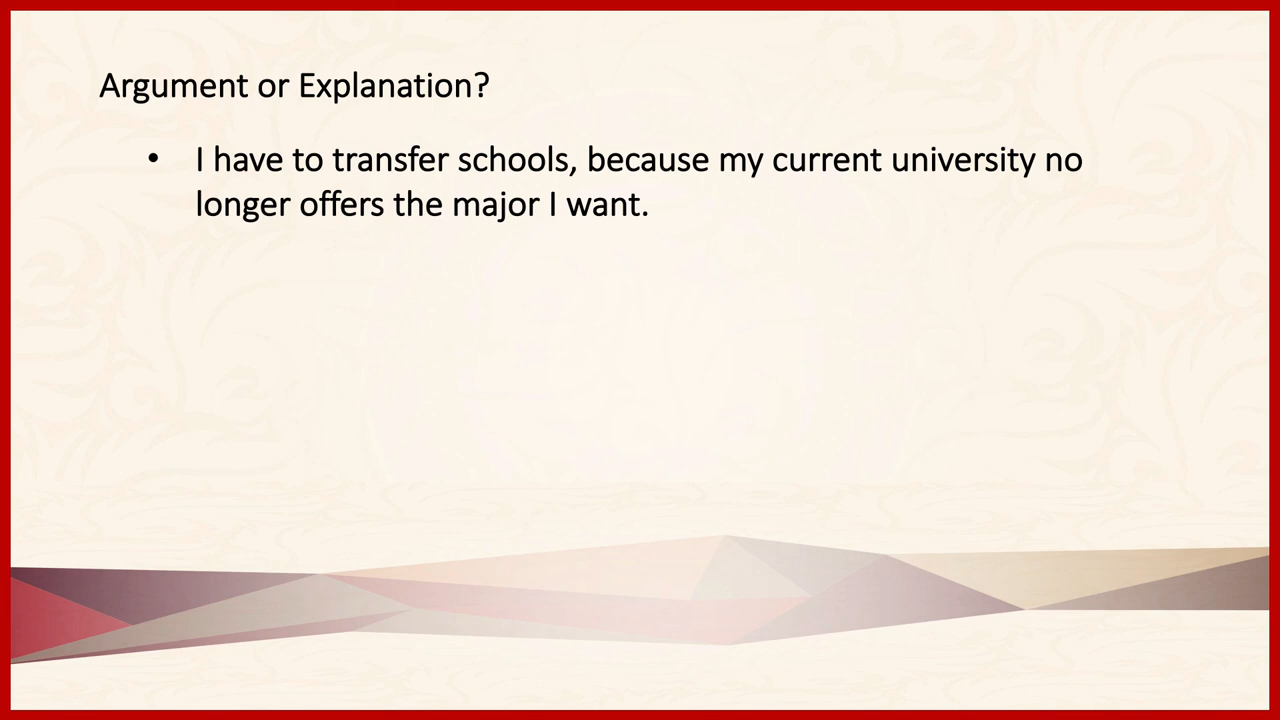 Argument or Explanation?
• I have to transfer schools, because my current university no
longer offers the major I want.